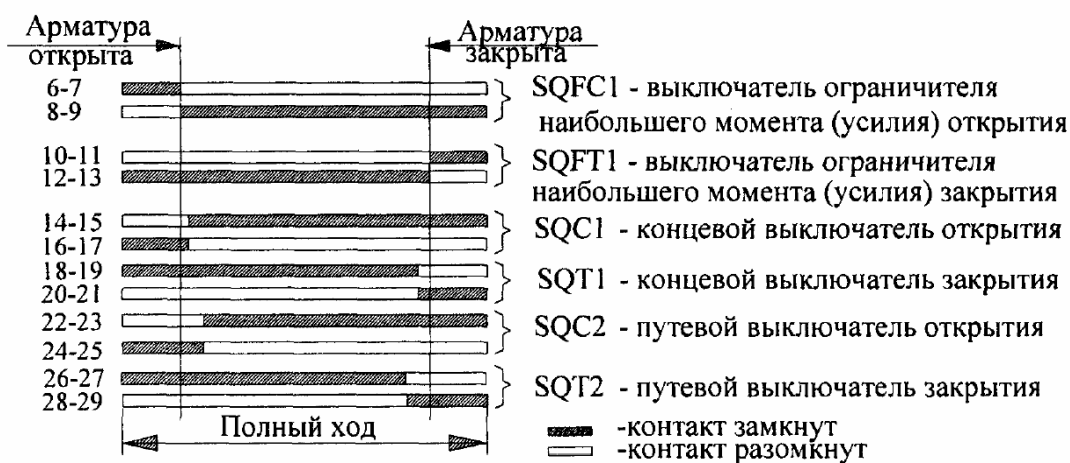 Арматура открыта
Арматура закрыта
6-7
8-9
SQFC1 - выключатель ограничителя
наибольшего момента (усилия) открытия
10-11
12-13
SQFT1 - выключатель ограничителя
наибольшего момента (усилия) закрытия
14-15
16-17
SQC1 - концевой выключатель открытия
18-19
20-21
SQT1 - концевой выключатель закрытия
22-23
24-25
SQC2 - путевой выключатель открытия
26-27
28-29
SQT2 - путевой выключатель закрытия
Полный ход
-контакт замкнут
-контакт разомкнут